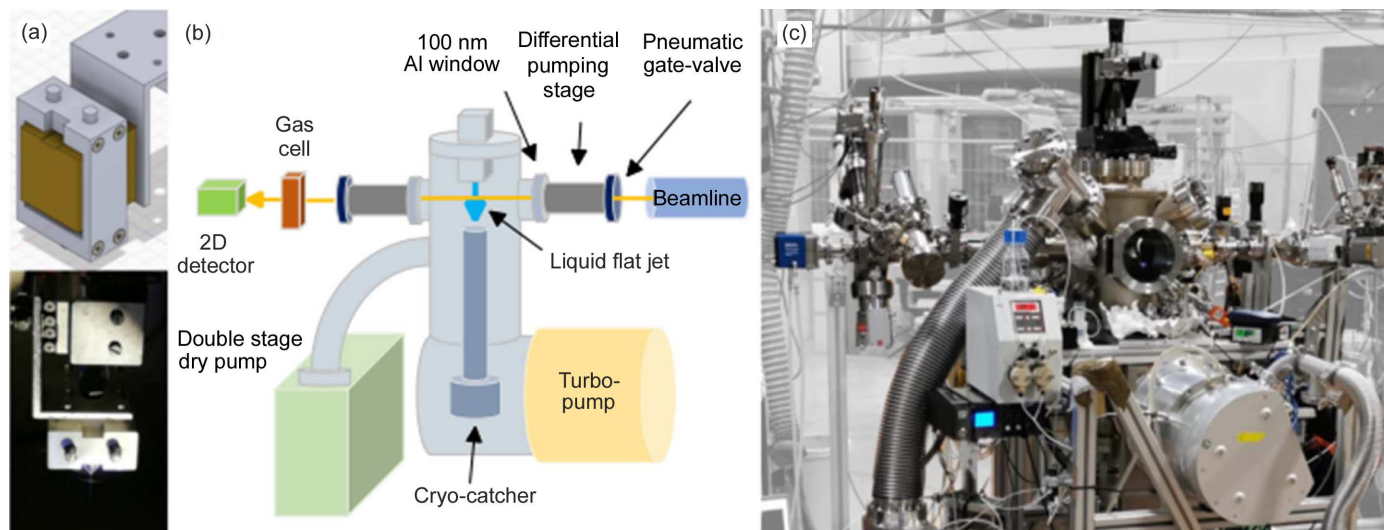 (a)
(b)
100 nm
Al window
Differential
pumping
stage
Pneumatic
gate-valve
(c)
Gas
cell
Beamline
2D
detector
Liquid flat jet
Double stage
dry pump
Turbo-
pump
Cryo-catcher